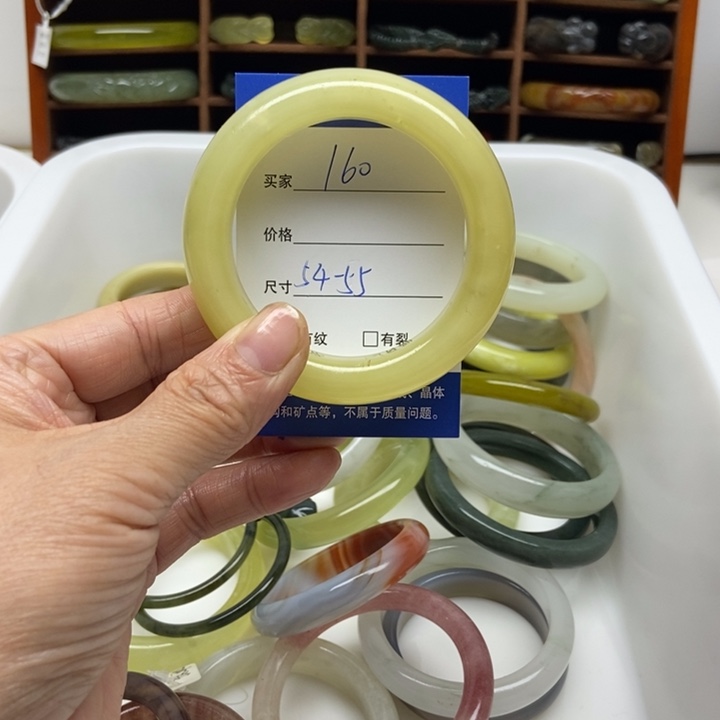 买家 160
价格
尺寸 54-55
纹 □有裂
晶体
和矿点等，不属于质量问题。